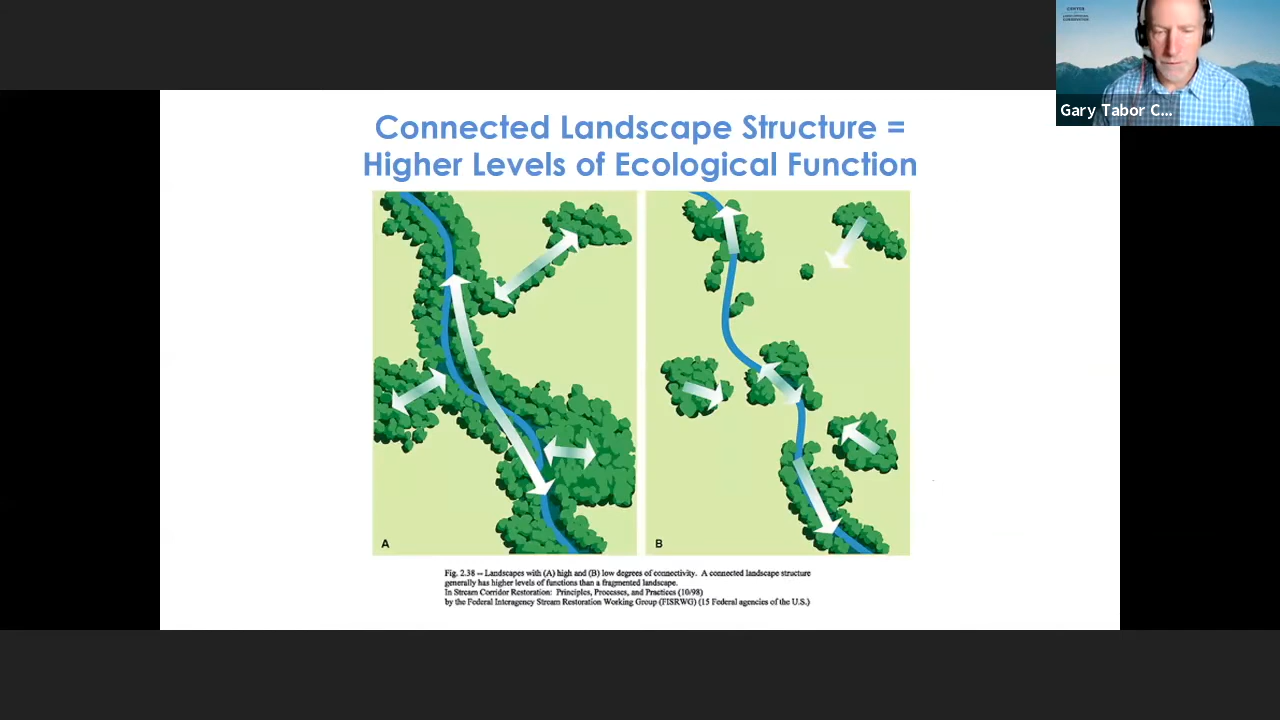 CENTER
CONSERVATION
Gary Tabor C...
Connected Landscape Structure =
Higher Levels of Ecological Function
A
B
Fig. 2.38 -- Landscapes with (A) high and (B) low degrees of connectivity. A connected landscape structure
generally has higher levels of functions than a fragmented landscape.
In Stream Corridor Restoration: Principles, Processes, and Practices (10/98)
by the Federal Interagency Stream Restoration Working Group (FISRWG) (15 Federal agencies of the U.S.)